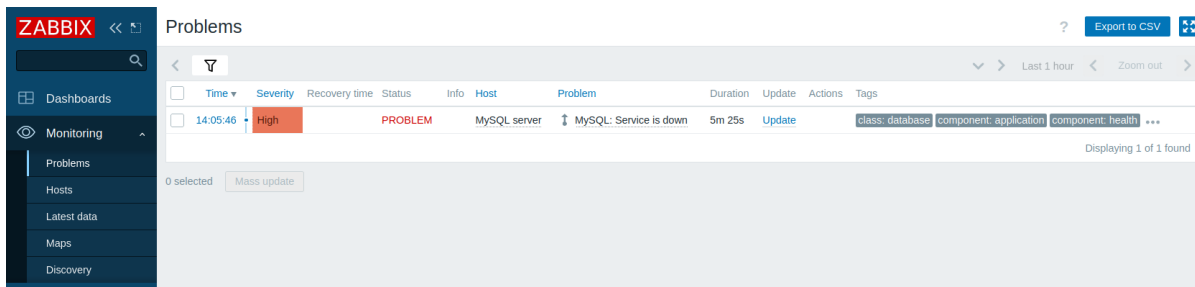 ZABBIX
Problems
? Export to CSV
Last 1 hour Zoom out
Dashboards
Time Severity Recovery time Status Info Host Problem Duration Update Actions Tags
Monitoring
14:05:46 High PROBLEM MySQL server MySQL: Service is down 5m 25s Update class: database component: application component: health •••
Displaying 1 of 1 found
Problems
0 selected Mass update
Hosts
Latest data
Maps
Discovery